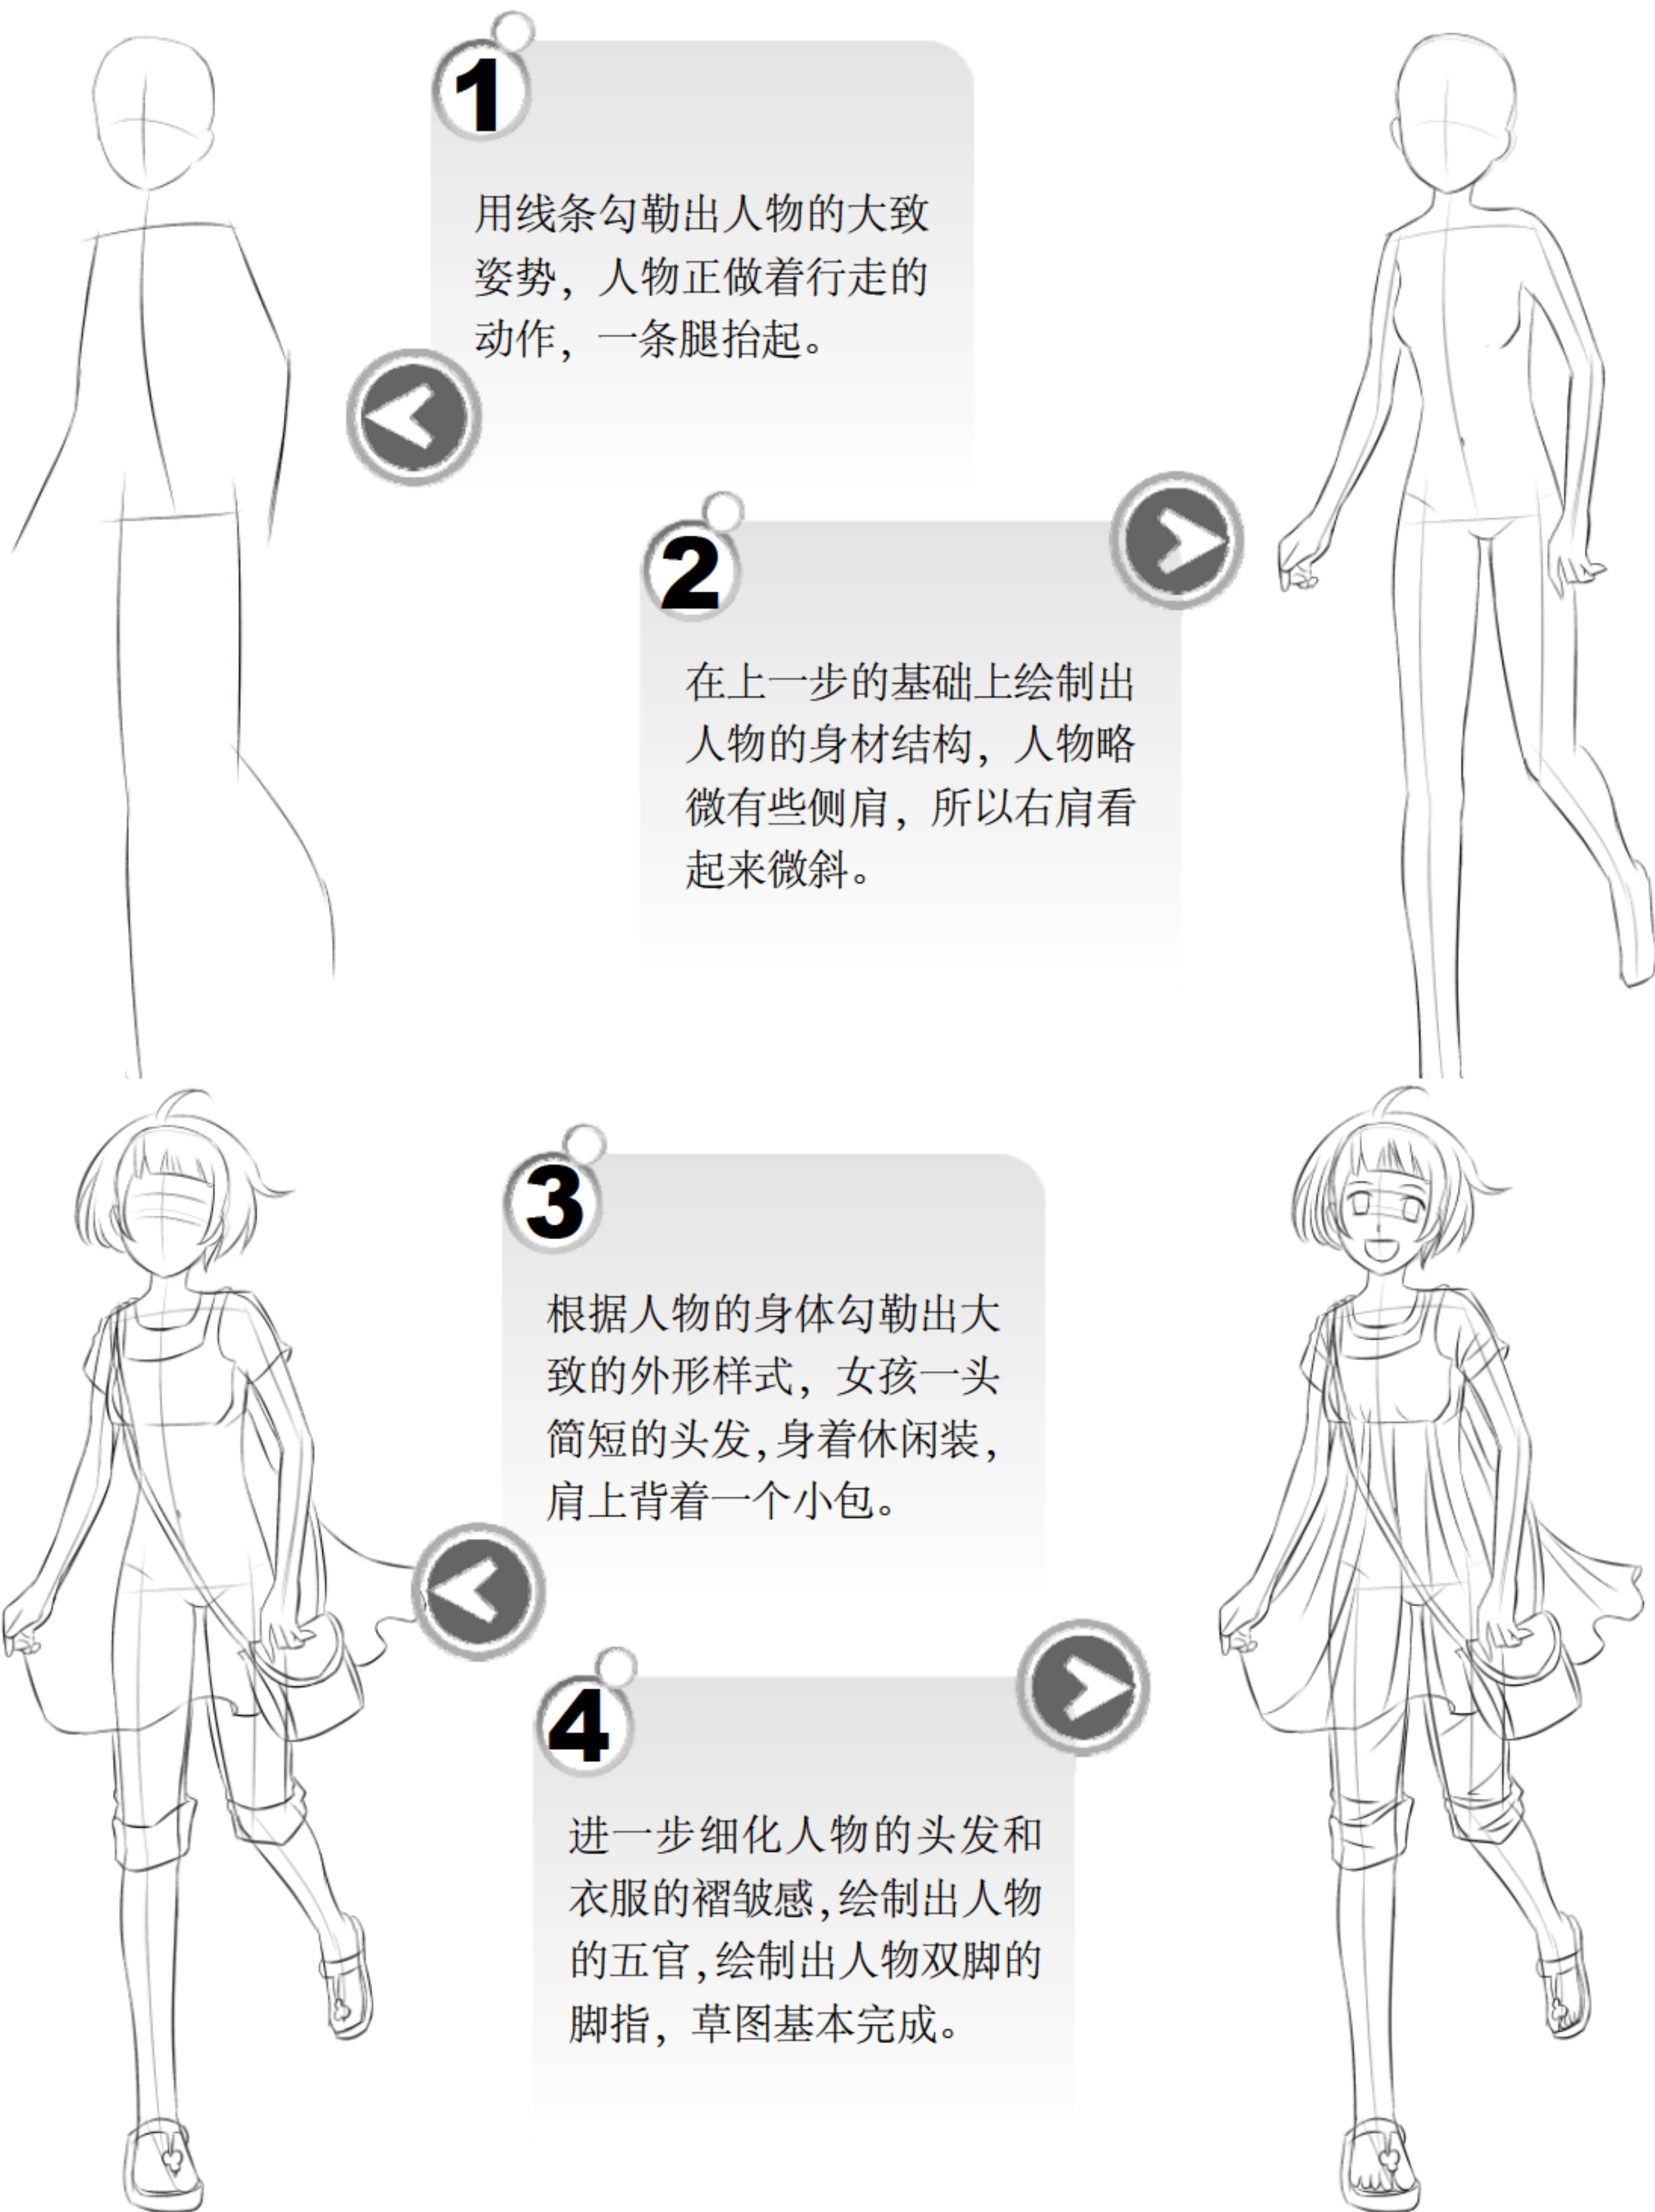 1
用线条勾勒出人物的大致
姿势，人物正做着行走的
动作，一条腿抬起。
2
在上一步的基础上绘制出
人物的身材结构，人物略
微有些侧肩，所以右肩看
起来微斜。
3
根据人物的身体勾勒出大
致的外形样式，女孩一头
简短的头发，身着休闲装，
肩上背着一个小包。
4
进一步细化人物的头发和
衣服的褶皱感，绘制出人物
的五官，绘制出人物双脚的
脚指，草图基本完成。